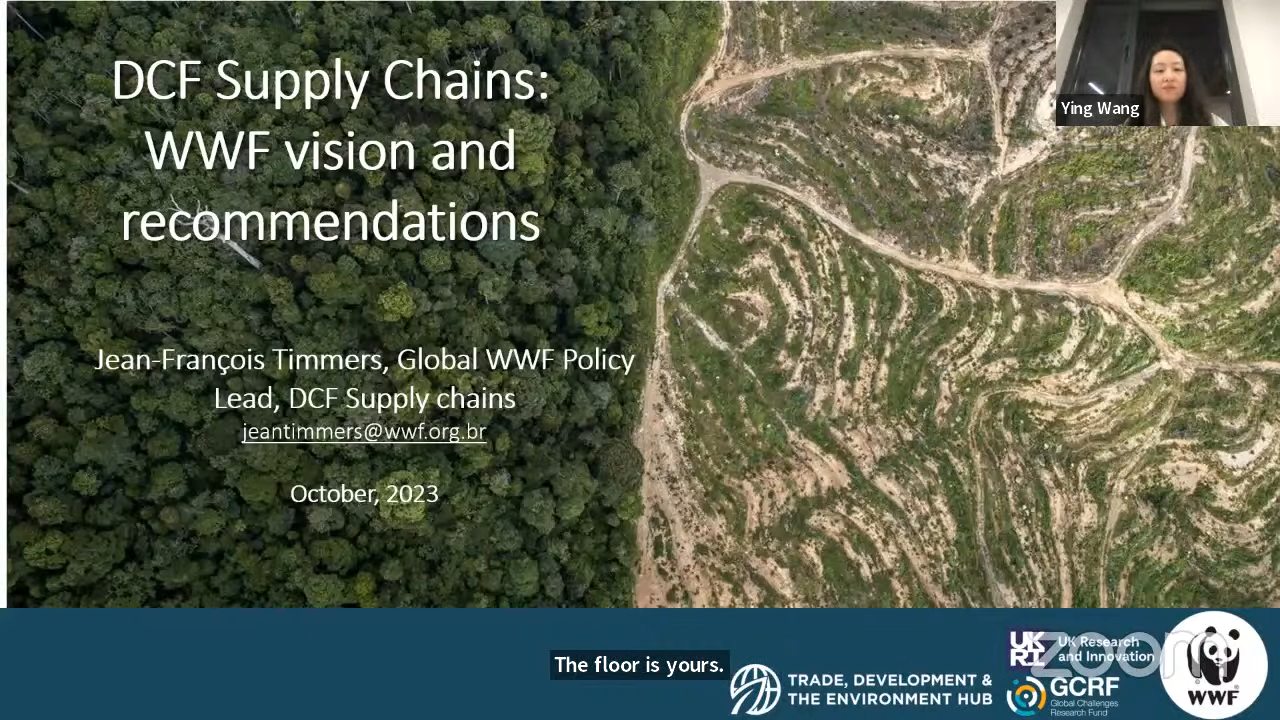 DCF Supply Chains:
WWF vision and
recommendations
Ying Wang
Jean-François Timmers, Global WWF Policy
Lead, DCF Supply chains
jeantimmers@wwf.org.br
October, 2023
The floor is yours.
TRADE, DEVELOPMENT &
THE ENVIRONMENT HUB
UK
RI
UK Research
and Innovation
GCRF
Global Challenges
Research Fund
zoom
WWF